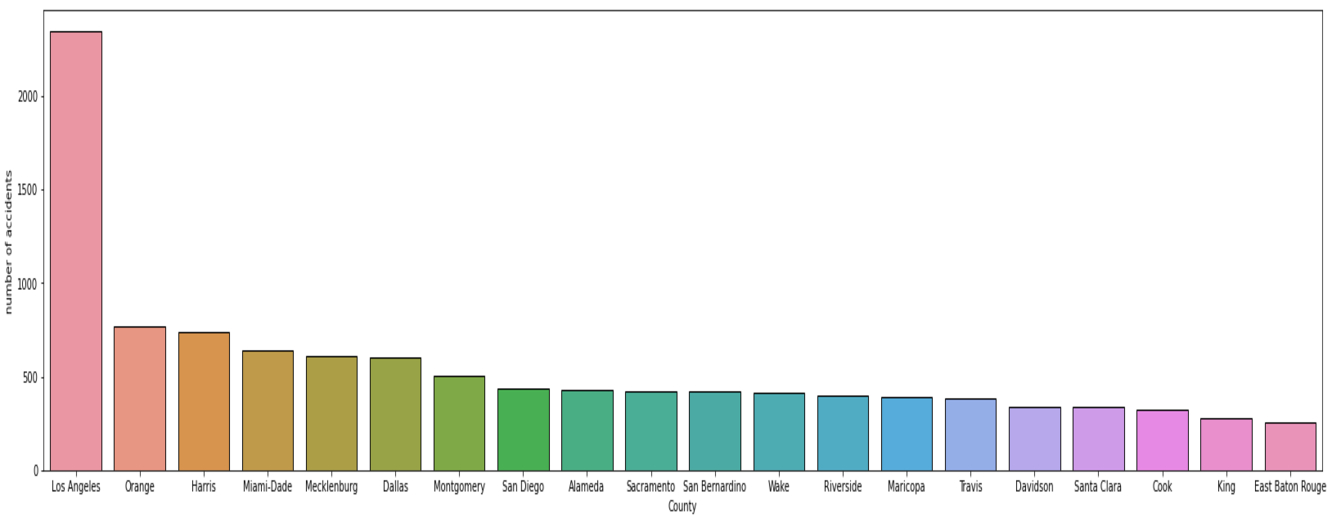 number of accidents
2000
1500
1000
500
0
Los Angeles Orange Harris Miami-Dade Mecklenburg Dallas Montgomery San Diego Alameda Sacramento San Bernardino Wake Riverside Maricopa Travis Davidson Santa Clara Cook King East Baton Rouge
County